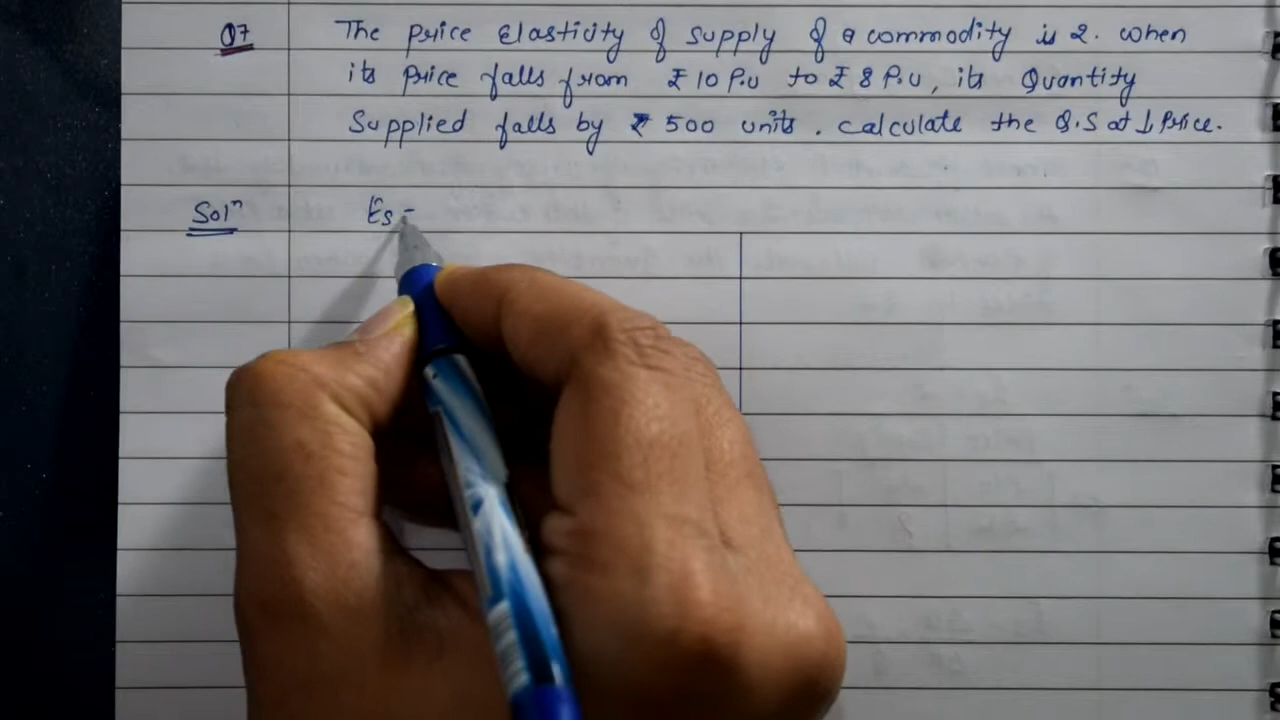 Q7 The price Elasticity of supply of a commodity is 2. when
its price falls from ₹ 10 P.u to ₹ 8 P.u, its Quantity
Supplied falls by ₹ 500 units. calculate the Q.S at ↓ Price.
Solⁿ Es =